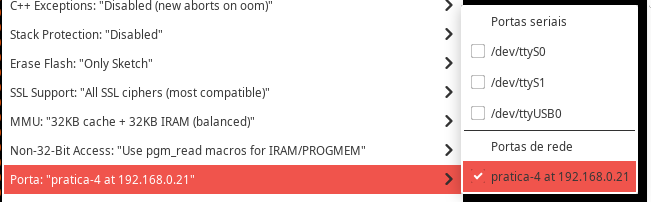 C++ Exceptions: "Disabled (new aborts on oom)"
Stack Protection: "Disabled"
Erase Flash: "Only Sketch"
SSL Support: "All SSL ciphers (most compatible)"
MMU: "32KB cache + 32KB IRAM (balanced)"
Non-32-Bit Access: "Use pgm_read macros for IRAM/PROGMEM"
Porta: "pratica-4 at 192.168.0.21"
Portas seriais
/dev/ttyS0
/dev/ttyS1
/dev/ttyUSB0
Portas de rede
pratica-4 at 192.168.0.21